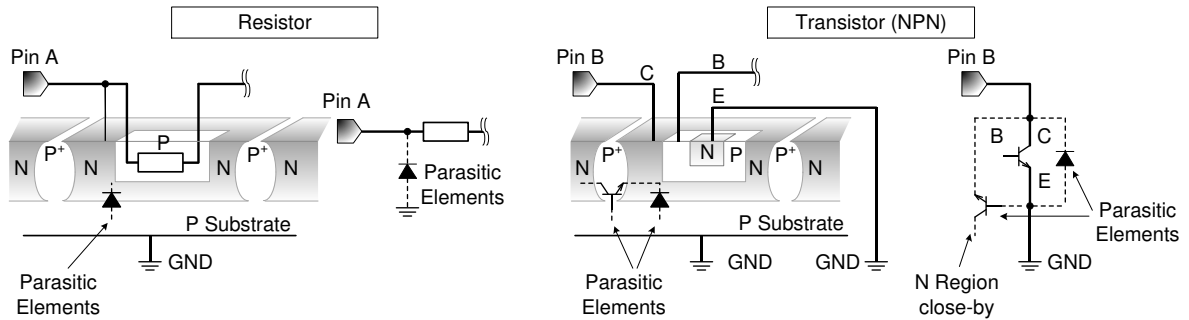 Resistor
Pin A
P
N
P+
N
P+
N
N
Parasitic
Elements
P Substrate
GND
Pin A
Parasitic
Elements
Transistor (NPN)
Pin B
C
B
E
N
P+
N
N
P
P+
N
N
P Substrate
Parasitic
Elements
GND
GND
Pin B
B
C
E
Parasitic
Elements
N Region
close-by
GND